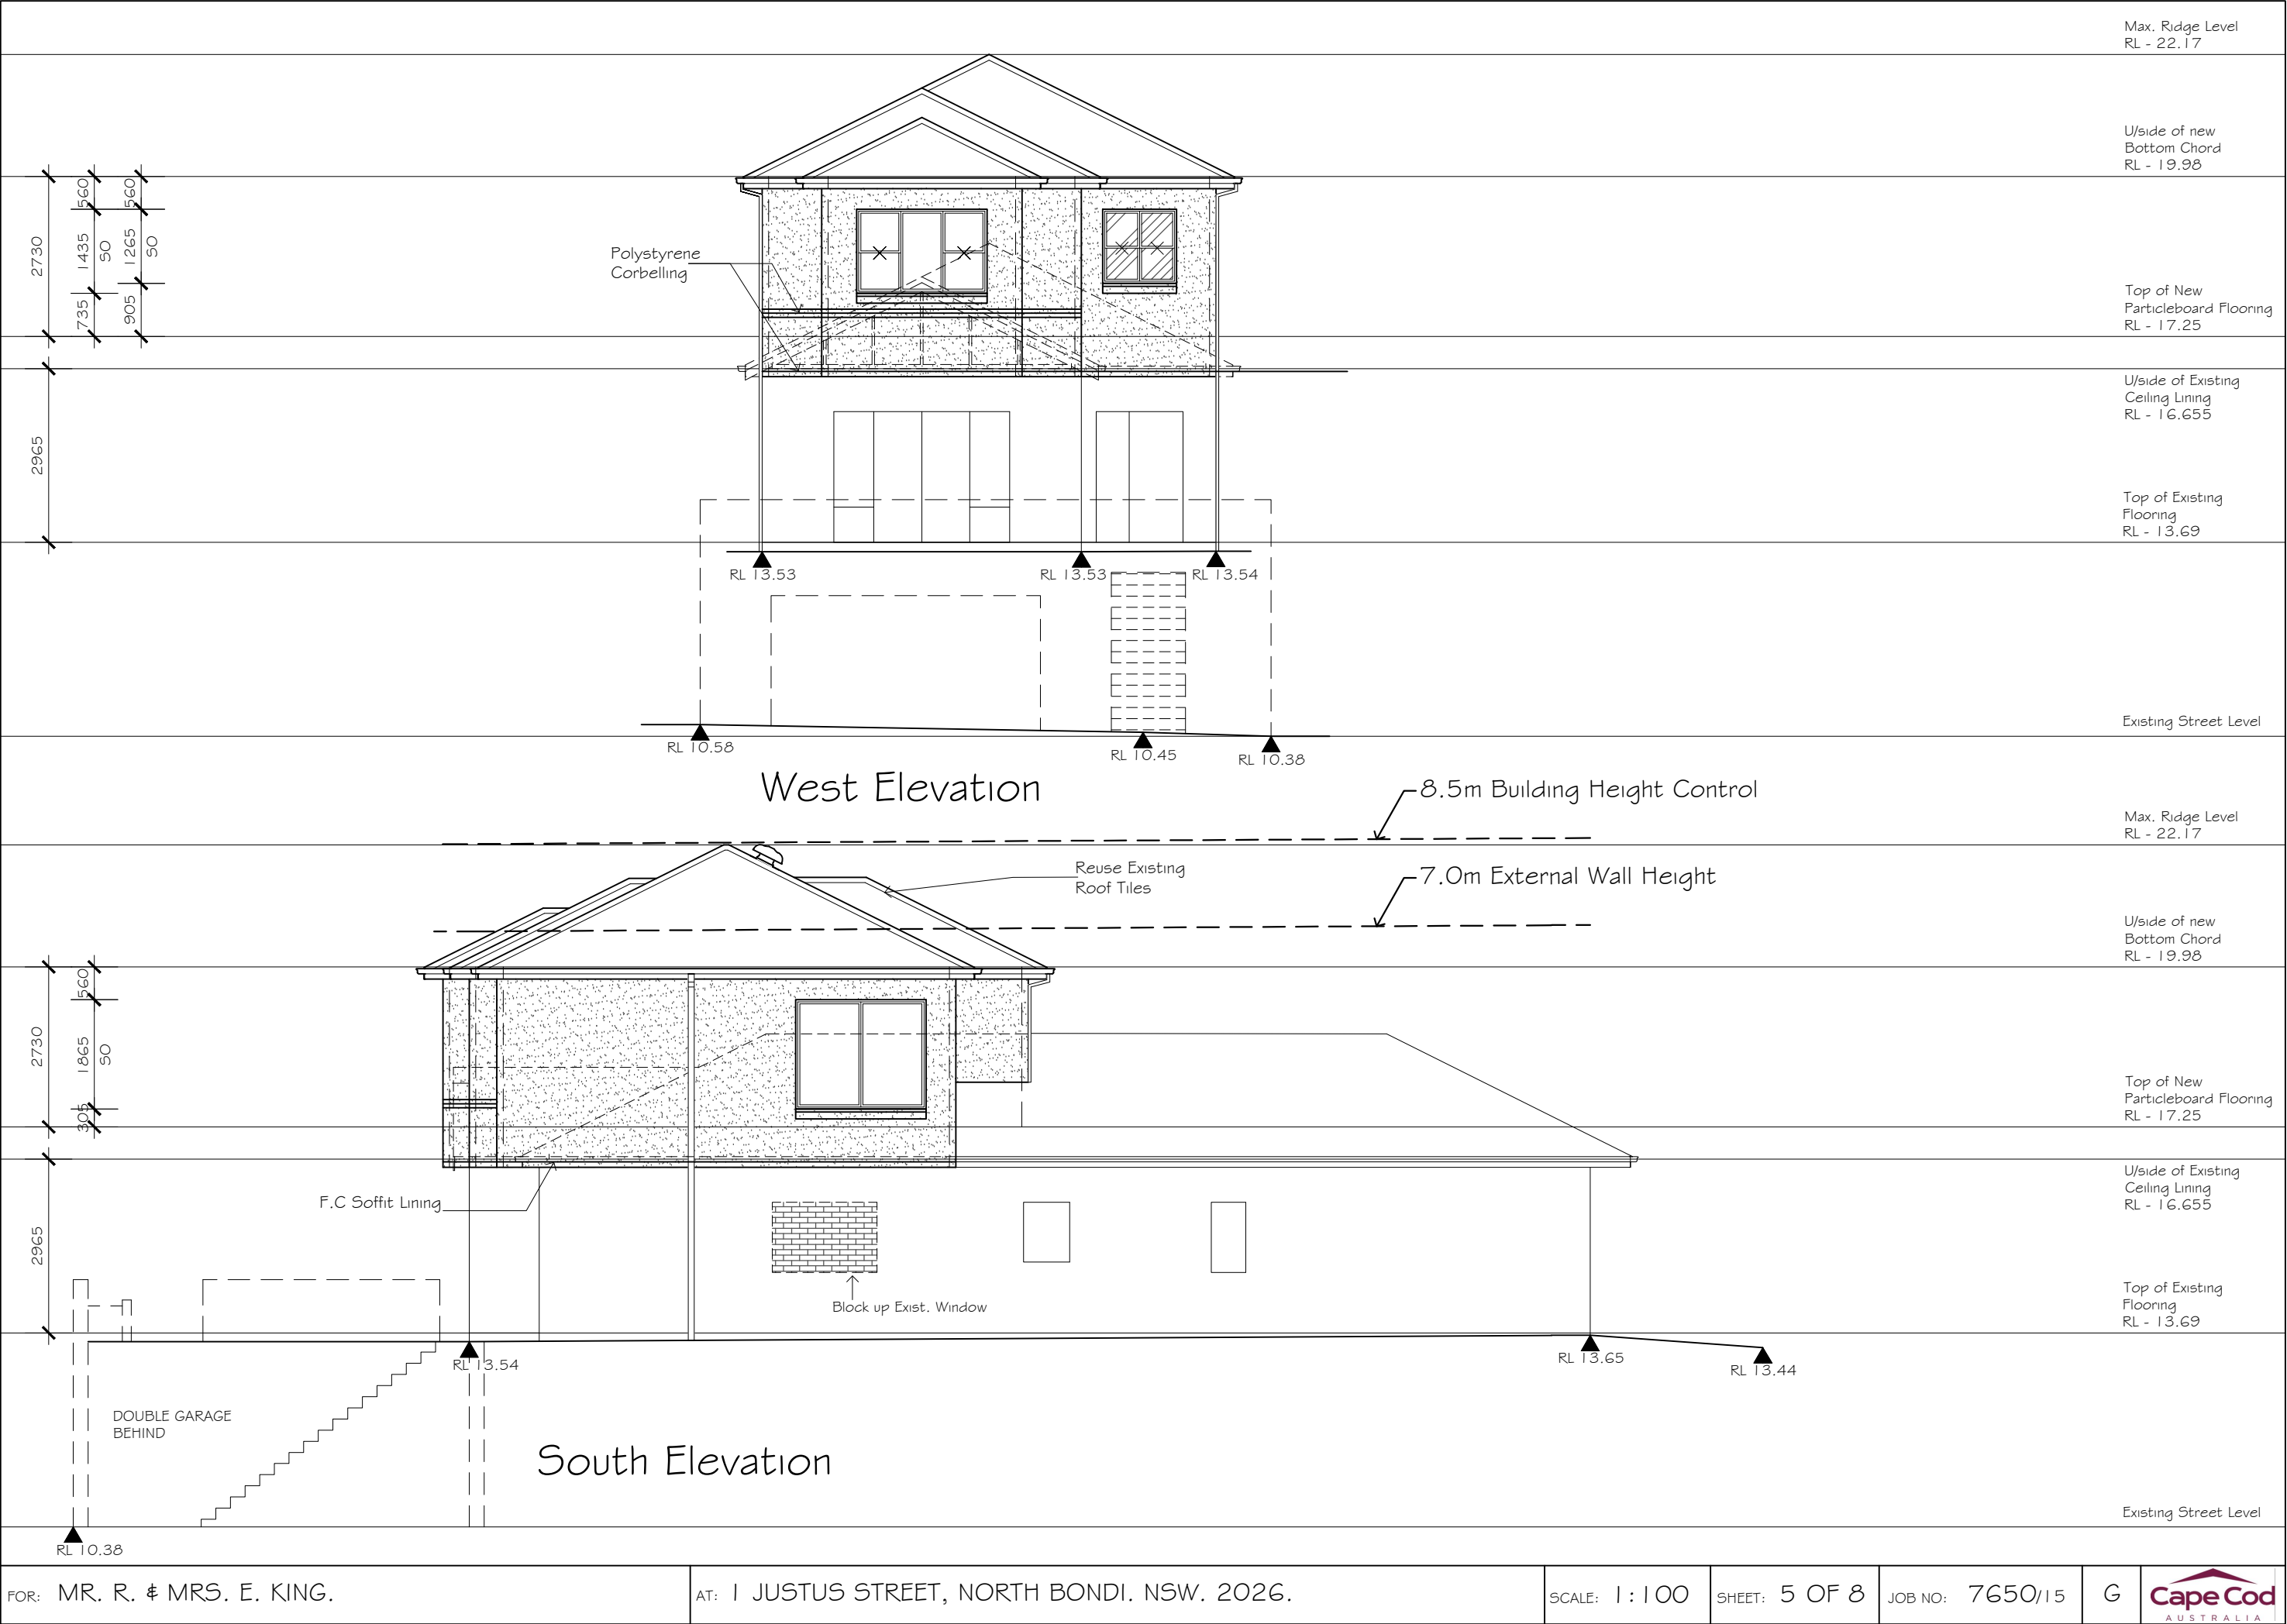 Max. Ridge Level
RL - 22.17
U/side of new
Bottom Chord
RL - 19.98
560
560
2730
1435
SO
1265
SO
735
905
Polystyrene
Corbelling
Top of New
Particleboard Flooring
RL - 17.25
U/side of Existing
Ceiling Lining
RL - 16.655
2965
Top of Existing
Flooring
RL - 13.69
RL 13.53
RL 13.53
RL 13.54
Existing Street Level
RL 10.58
RL 10.45
RL 10.38
West Elevation
8.5m Building Height Control
Max. Ridge Level
RL - 22.17
Reuse Existing
Roof Tiles
7.0m External Wall Height
U/side of new
Bottom Chord
RL - 19.98
560
2730
1865
SO
305
Top of New
Particleboard Flooring
RL - 17.25
U/side of Existing
Ceiling Lining
RL - 16.655
F.C Soffit Lining
2965
Block up Exist. Window
Top of Existing
Flooring
RL - 13.69
RL 13.54
RL 13.65
RL 13.44
DOUBLE GARAGE
BEHIND
South Elevation
Existing Street Level
RL 10.38
FOR: MR. R. & MRS. E. KING.
AT: 1 JUSTUS STREET, NORTH BONDI. NSW. 2026.
SCALE: 1:100
SHEET: 5 OF 8
JOB NO: 7650/15
G
Cape Cod
AUSTRALIA